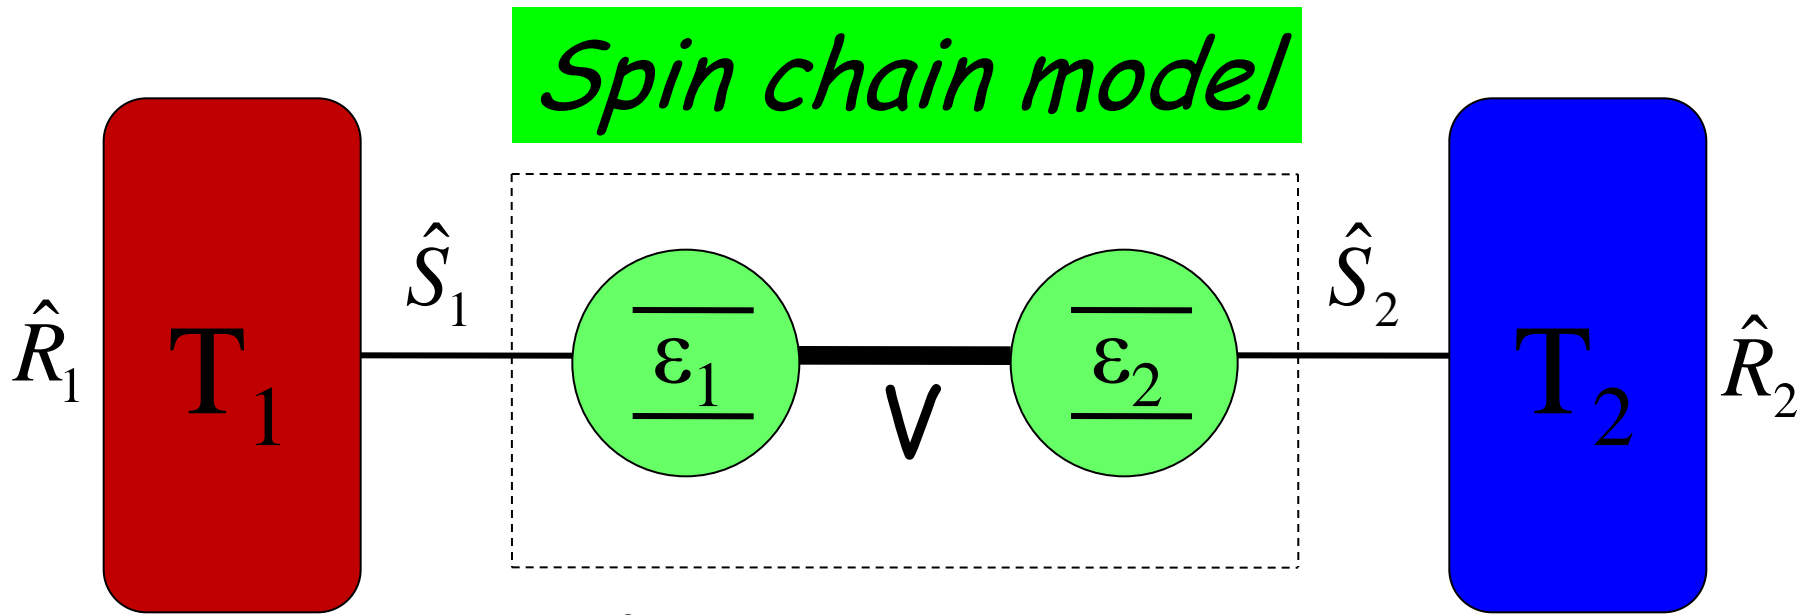 Spin chain model
R̂₁
T₁
Ŝ₁
ε₁
V
ε₂
Ŝ₂
T₂
R̂₂